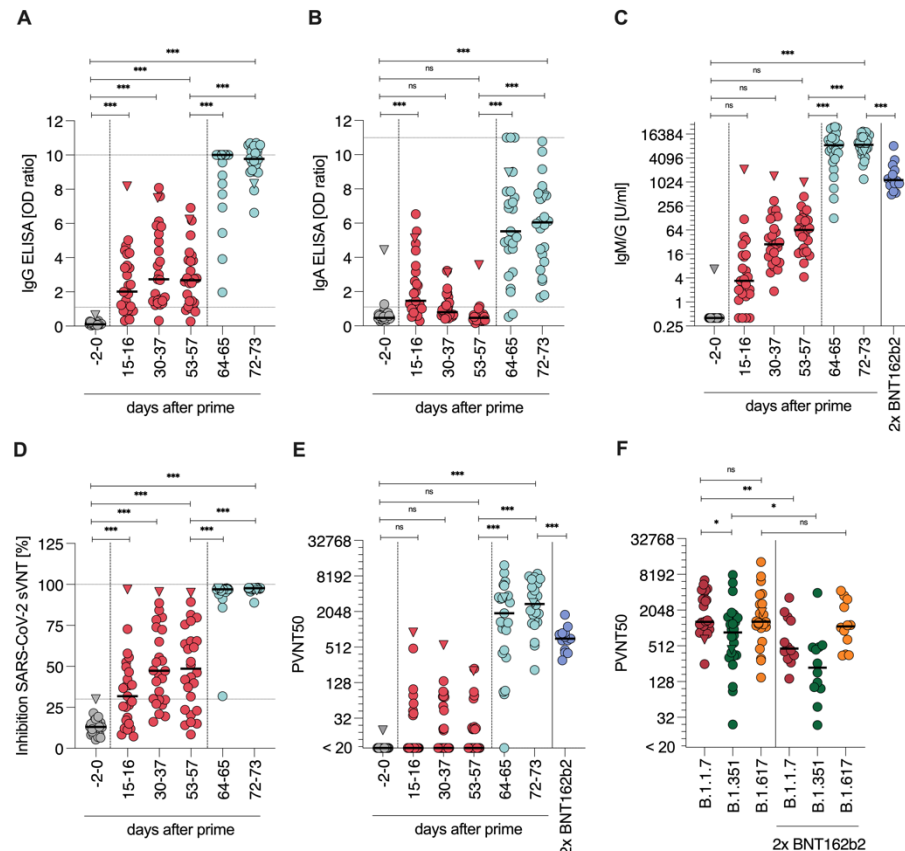 A
***
***
***
***
***
***
IgG ELISA [OD ratio]
12
10
8
6
4
2
0
-2-0
15-16
30-37
53-57
64-65
72-73
days after prime
B
***
ns
ns
***
***
***
IgA ELISA [OD ratio]
12
10
8
6
4
2
0
-2-0
15-16
30-37
53-57
64-65
72-73
days after prime
C
***
ns
ns
***
ns
***
***
IgM/G [U/ml]
16384
4096
1024
256
64
16
4
1
0.25
-2-0
15-16
30-37
53-57
64-65
72-73
2x BNT162b2
days after prime
D
***
***
***
***
***
Inhibition SARS-CoV-2 sVNT [%]
125
100
75
50
25
0
-2-0
15-16
30-37
53-57
64-65
72-73
days after prime
E
***
ns
ns
***
ns
***
***
PVNT50
32768
8192
2048
512
128
32
< 20
-2-0
15-16
30-37
53-57
64-65
72-73
2x BNT162b2
days after prime
F
ns
**
*
*
ns
PVNT50
32768
8192
2048
512
128
32
< 20
B.1.1.7
B.1.351
B.1.617
B.1.1.7
B.1.351
B.1.617
2x BNT162b2